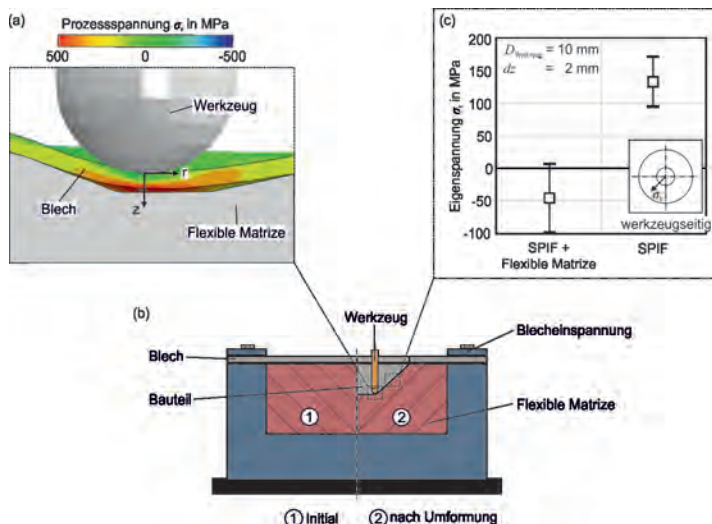 (a)
Prozessspannung σr in MPa
500 0 -500
Werkzeug
r
z
Blech
Flexible Matrize
(c)
Eigenspannung σr in MPa
200
150
100
50
0
-50
-100
D = 10 mm
dz = 2 mm
σr
werkzeugseitig
SPIF +
Flexible Matrize
SPIF
(b)
Werkzeug
Blecheinspannung
Blech
Bauteil
Flexible Matrize
1
2
① Initial
② nach Umformung